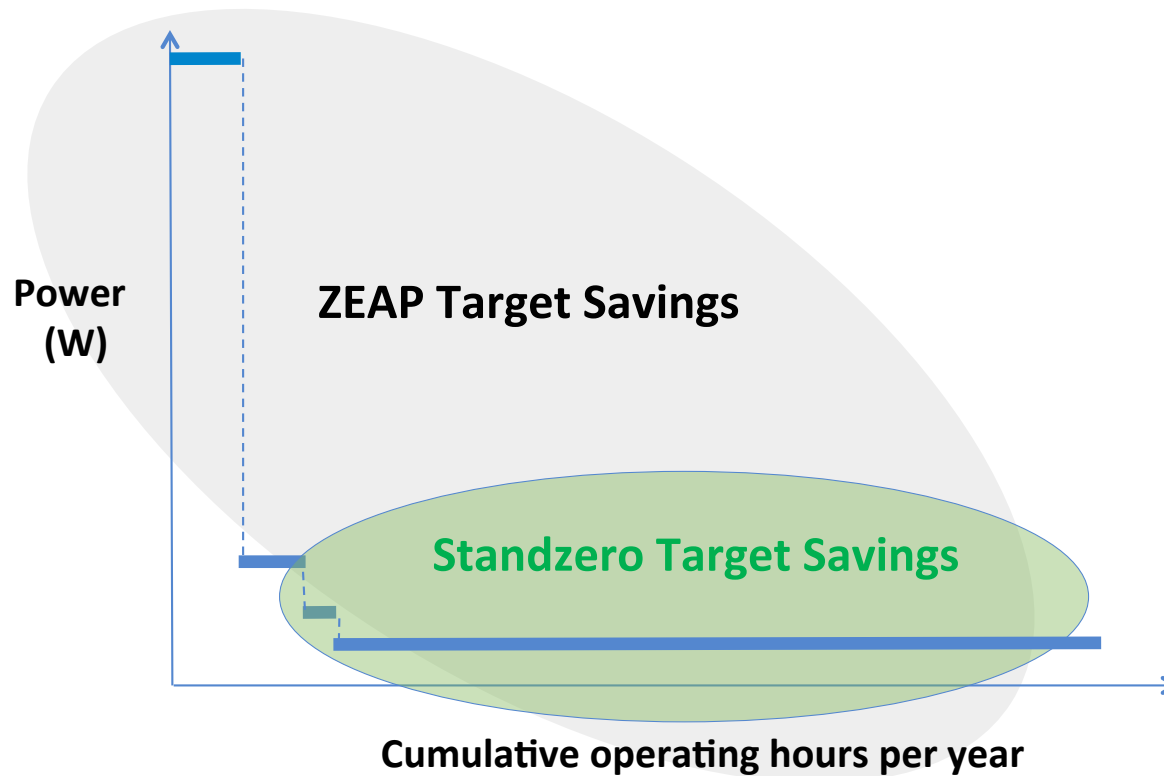 Power
(W)
ZEAP Target Savings
Standzero Target Savings
Cumulative operating hours per year